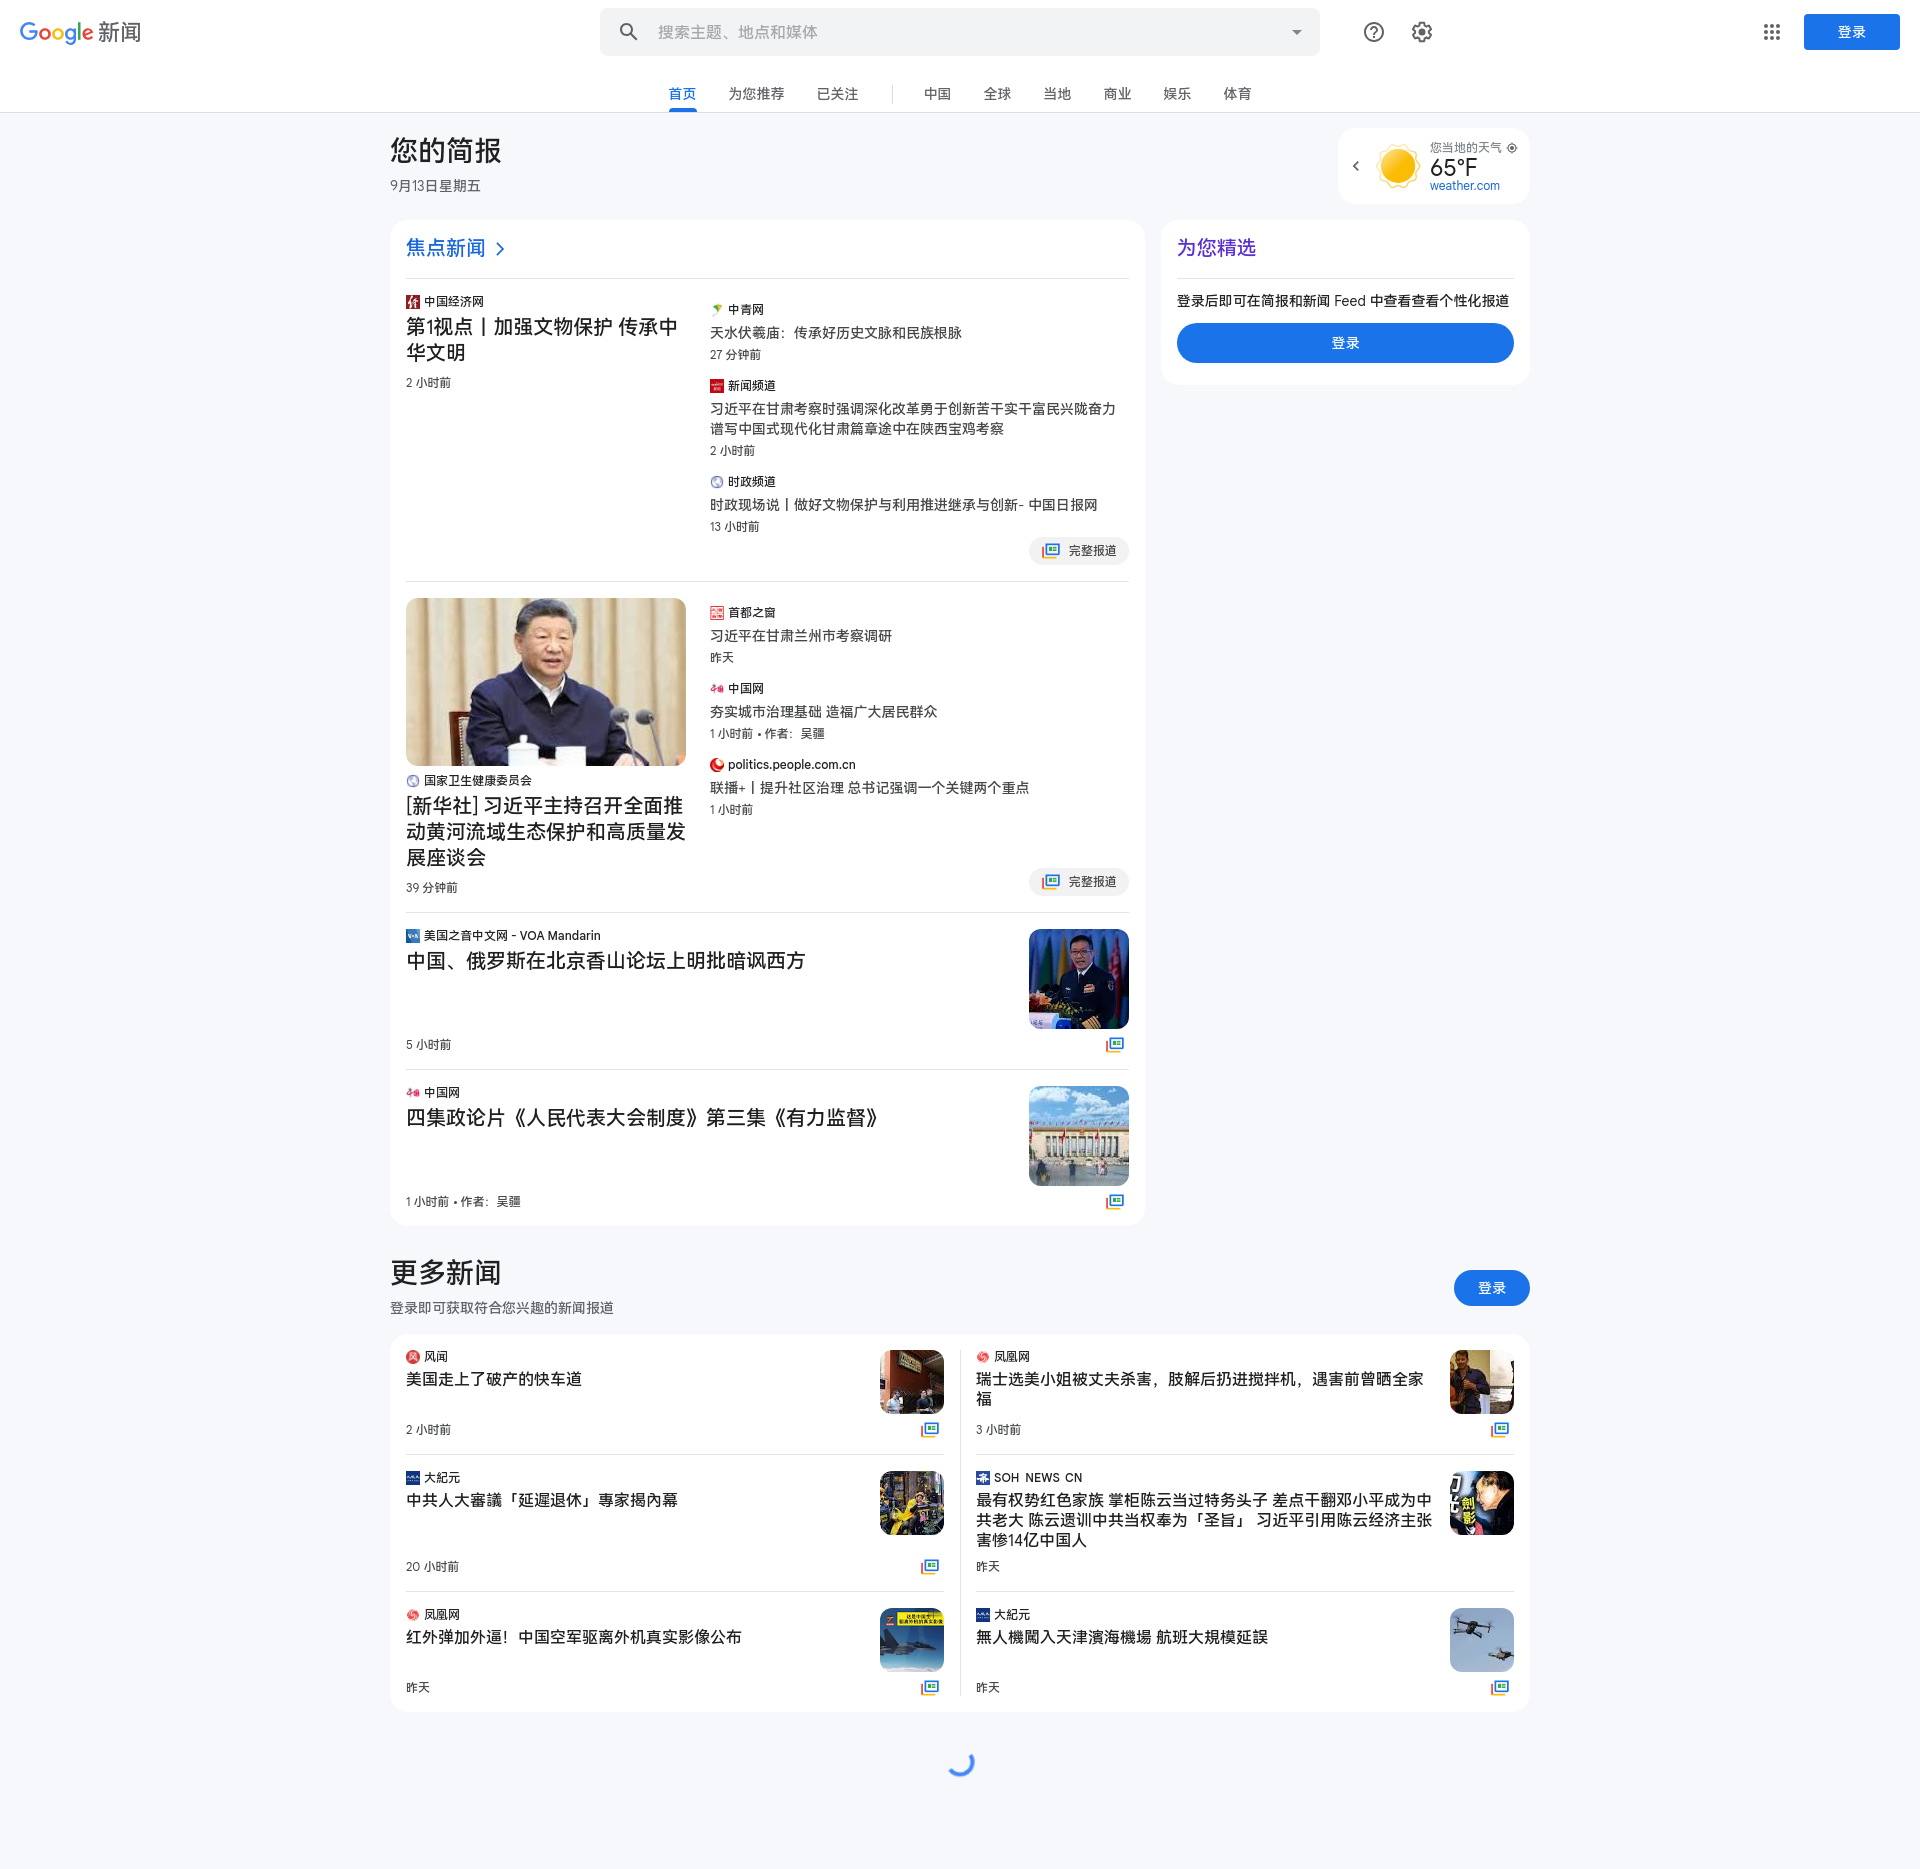 Google 新闻
搜索主题、地点和媒体
登录
首页
为您推荐
已关注
中国
全球
当地
商业
娱乐
体育
您的简报
9月13日星期五
您当地的天气
65°F
weather.com
焦点新闻
中国经济网
第1视点丨加强文物保护 传承中
华文明
2 小时前
中青网
天水伏羲庙：传承好历史文脉和民族根脉
27 分钟前
新闻频道
习近平在甘肃考察时强调深化改革勇于创新苦干实干富民兴陇奋力
谱写中国式现代化甘肃篇章途中在陕西宝鸡考察
2 小时前
时政频道
时政现场说丨做好文物保护与利用推进继承与创新- 中国日报网
13 小时前
完整报道
为您精选
登录后即可在简报和新闻 Feed 中查看查看个性化报道
登录
国家卫生健康委员会
[新华社] 习近平主持召开全面推
动黄河流域生态保护和高质量发
展座谈会
39 分钟前
首都之窗
习近平在甘肃兰州市考察调研
昨天
中国网
夯实城市治理基础 造福广大居民群众
1 小时前 • 作者：吴疆
politics.people.com.cn
联播+丨提升社区治理 总书记强调一个关键两个重点
1 小时前
完整报道
美国之音中文网 - VOA Mandarin
中国、俄罗斯在北京香山论坛上明批暗讽西方
5 小时前
中国网
四集政论片《人民代表大会制度》第三集《有力监督》
1 小时前 • 作者：吴疆
更多新闻
登录即可获取符合您兴趣的新闻报道
登录
风闻
美国走上了破产的快车道
2 小时前
凤凰网
瑞士选美小姐被丈夫杀害，肢解后扔进搅拌机，遇害前曾晒全家
福
3 小时前
大紀元
中共人大審議「延遲退休」專家揭內幕
20 小时前
SOH_NEWS_CN
最有权势红色家族 掌柜陈云当过特务头子 差点干翻邓小平成为中
共老大 陈云遗训中共当权奉为「圣旨」 习近平引用陈云经济主张
害惨14亿中国人
昨天
凤凰网
红外弹加外逼！中国空军驱离外机真实影像公布
昨天
大紀元
無人機闖入天津濱海機場 航班大規模延誤
昨天